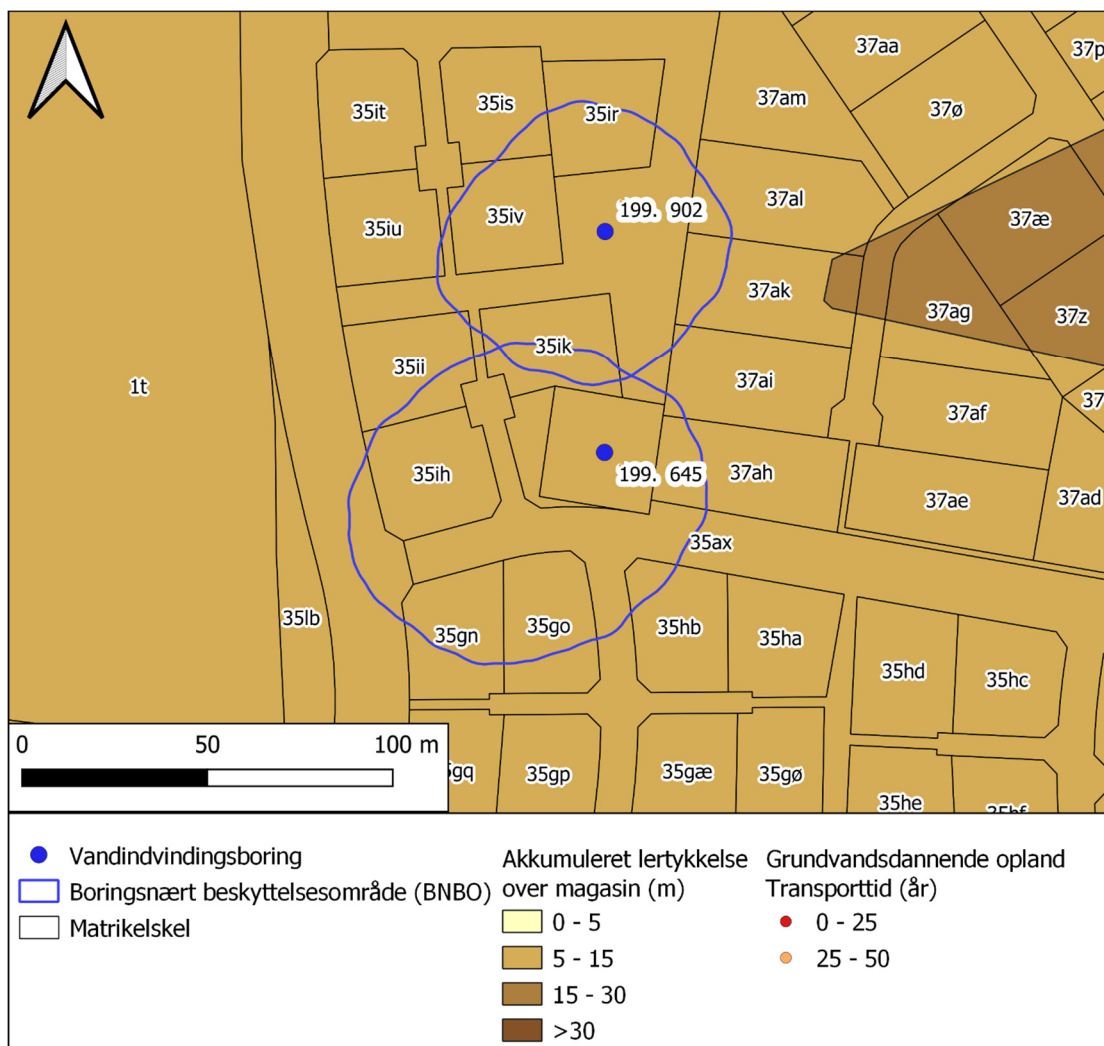 37aa
37p
35is
35it
35ir
37am
37ø
199. 902
37al
35iv
35iu
37æ
37ak
37ag
37z
35ik
35ii
37ai
1t
37af
37
35ih
199. 645
37ah
37ae
37ad
35ax
35lb
35gn
35go
35hb
35ha
35hd
35hc
0 50 100 m
gq
35gp
35gæ
35gø
35he
35hf
Vandindvindingsboring
Boringsnært beskyttelsesområde (BNBO)
Matrikelskel
Akkumuleret lertykkelse
over magasin (m)
0 - 5
5 - 15
15 - 30
>30
Grundvandsdannende opland
Transporttid (år)
0 - 25
25 - 50